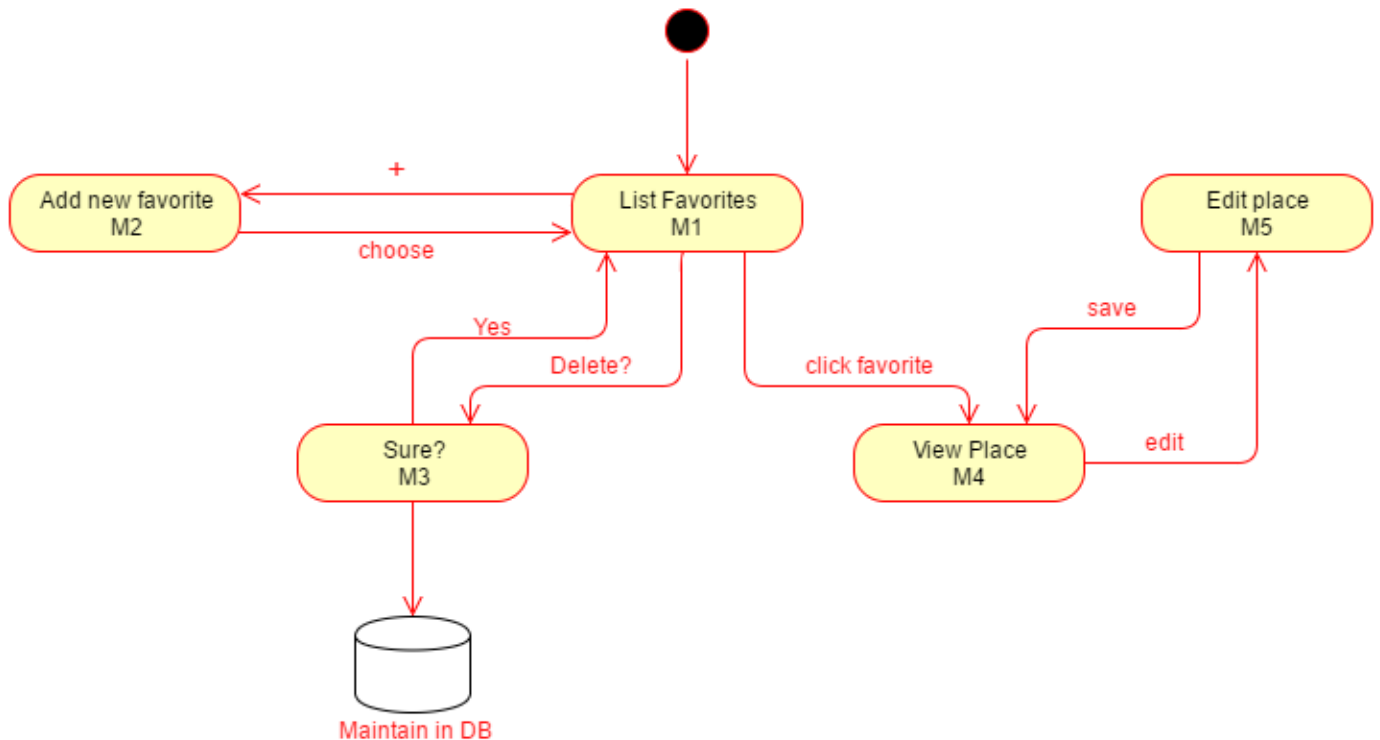 +
Add new favorite
M2
List Favorites
M1
Edit place
M5
choose
save
Yes
Delete?
click favorite
Sure?
M3
View Place
M4
edit
Maintain in DB